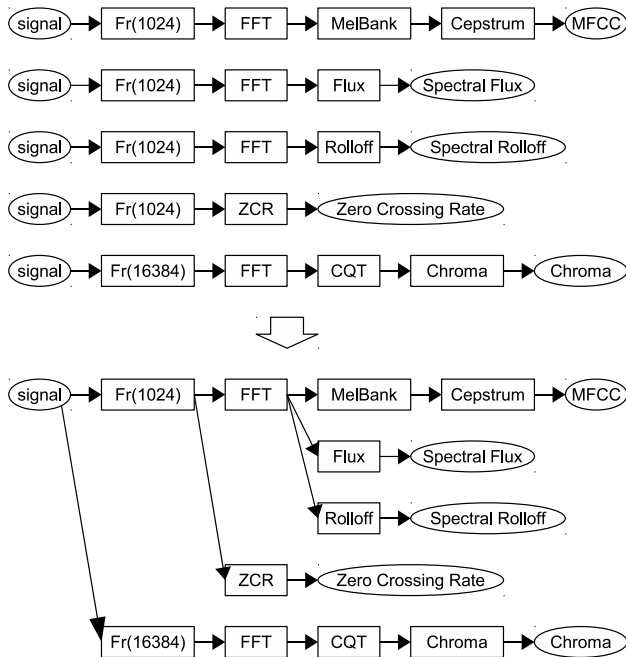 signal Fr(1024) FFT MelBank Cepstrum MFCC
signal Fr(1024) FFT Flux Spectral Flux
signal Fr(1024) FFT Rolloff Spectral Rolloff
signal Fr(1024) ZCR Zero Crossing Rate
signal Fr(16384) FFT CQT Chroma Chroma
signal Fr(1024) FFT MelBank Cepstrum MFCC
Flux Spectral Flux
Rolloff Spectral Rolloff
ZCR Zero Crossing Rate
Fr(16384) FFT CQT Chroma Chroma